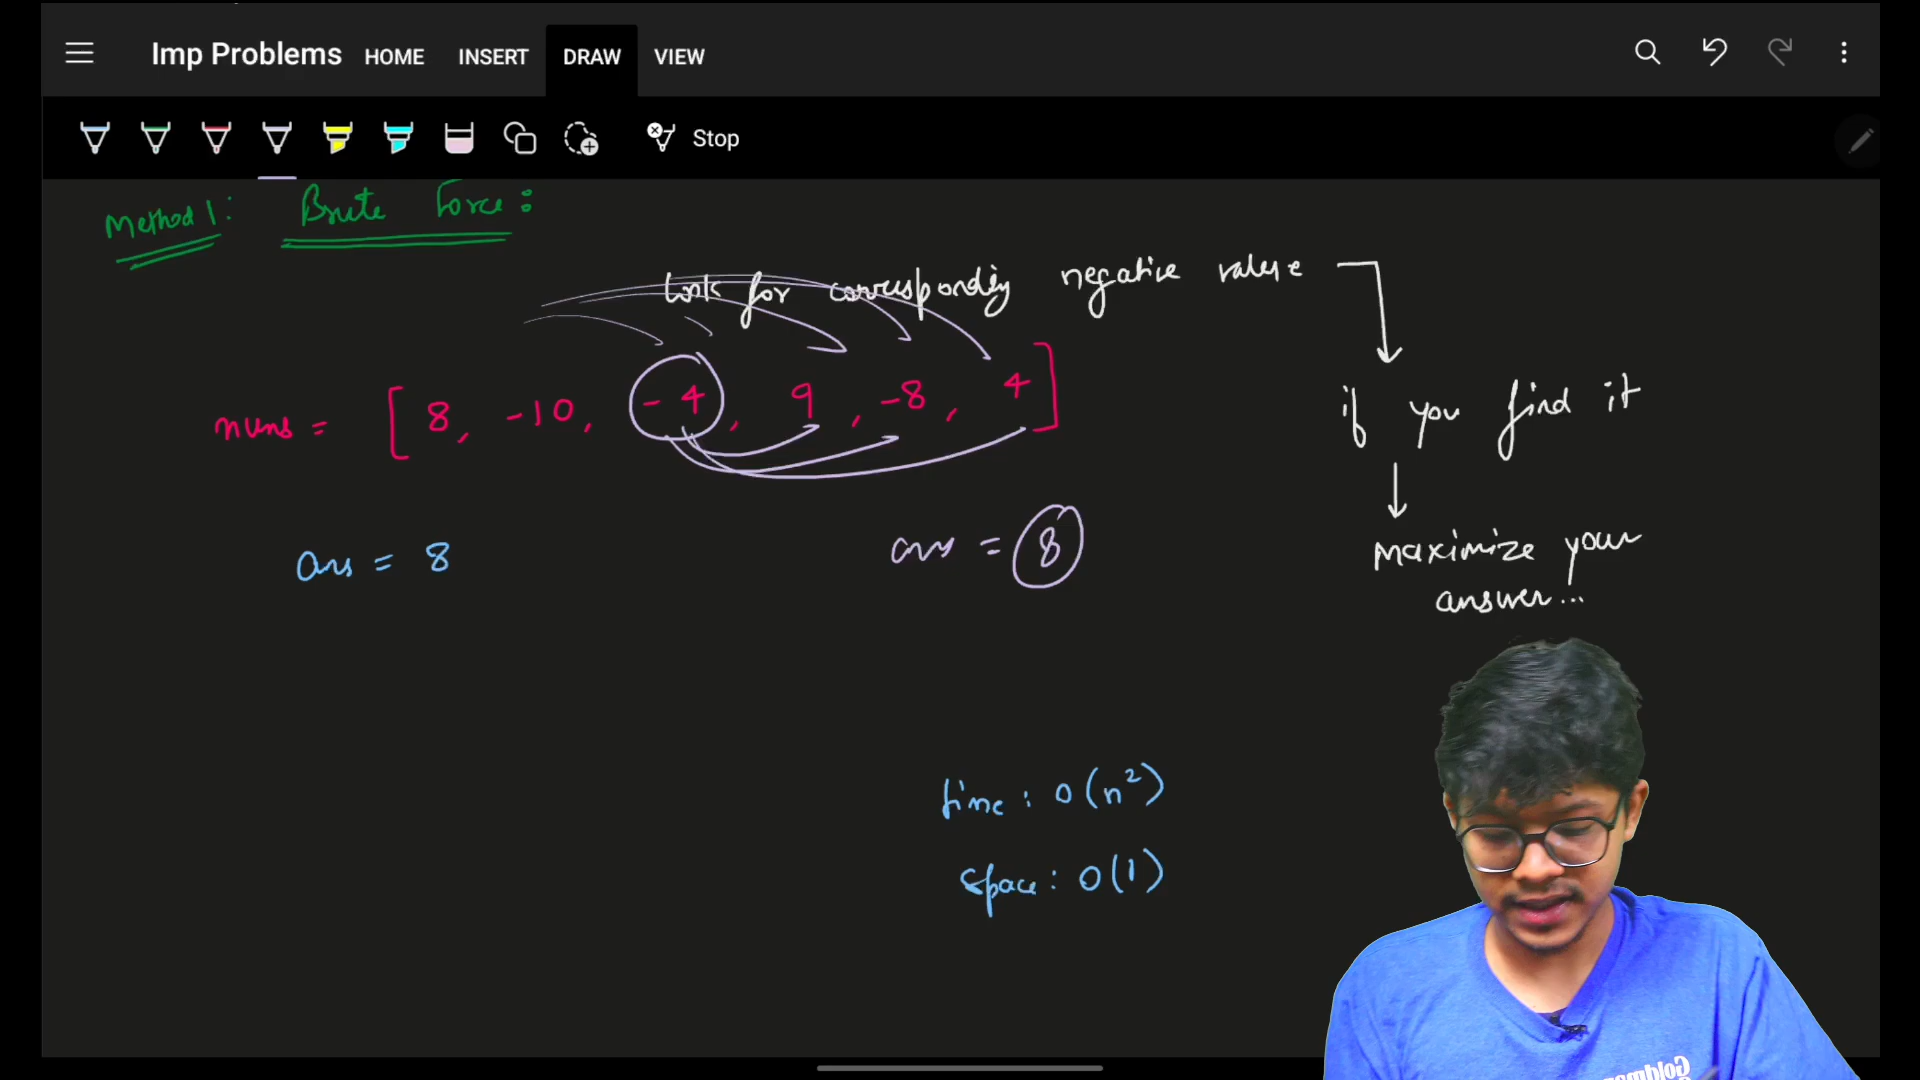 Imp Problems HOME INSERT DRAW VIEW
Stop
Method 1: Brute Force:
Look for corresponding negative value
nums = [ 8, -10, -4, 9, -8, 4 ]
if you find it
ans = 8
ans = 8
maximize your
answer...
time: O(n²)
space: O(1)